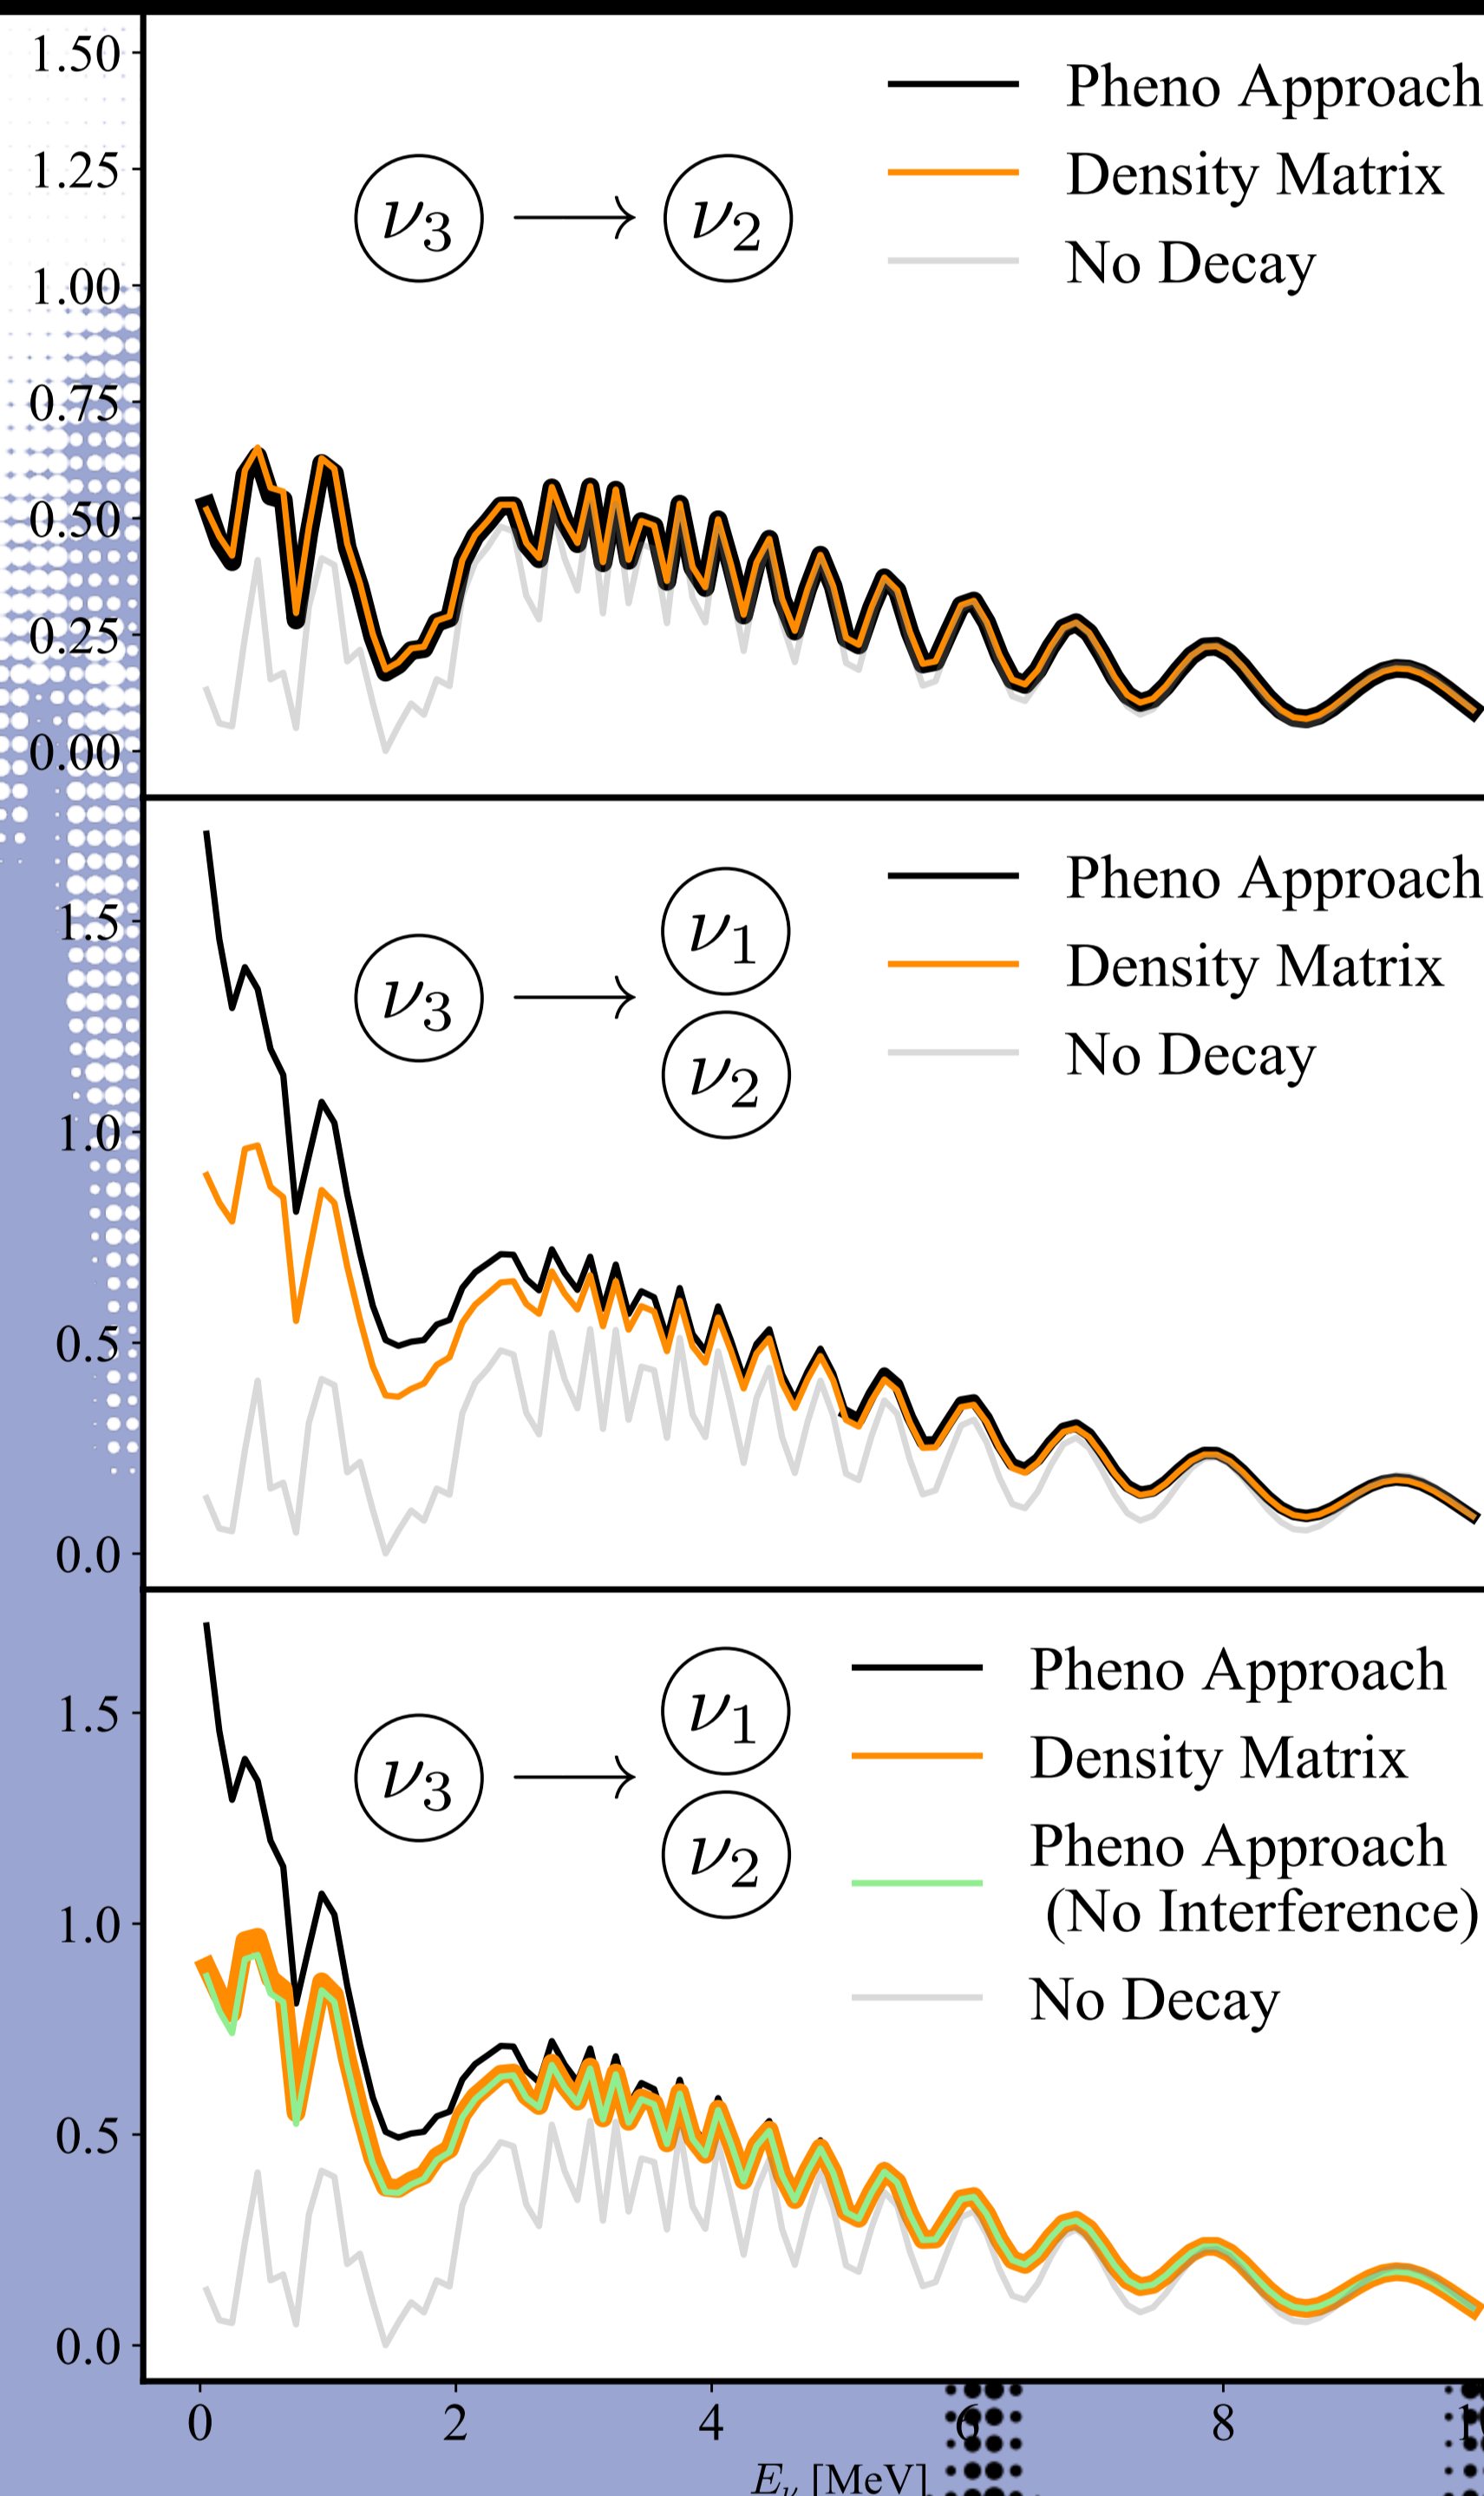 1.50
1.25
1.00
0.75
0.50
0.25
0.00
ν3 → ν2
Pheno Approach
Density Matrix
No Decay
1.5
1.0
0.5
0.0
ν3 → ν1
ν2
Pheno Approach
Density Matrix
No Decay
1.5
1.0
0.5
0.0
ν3 → ν1
ν2
Pheno Approach
Density Matrix
Pheno Approach
(No Interference)
No Decay
0 2 4 6 8
Eν [MeV]